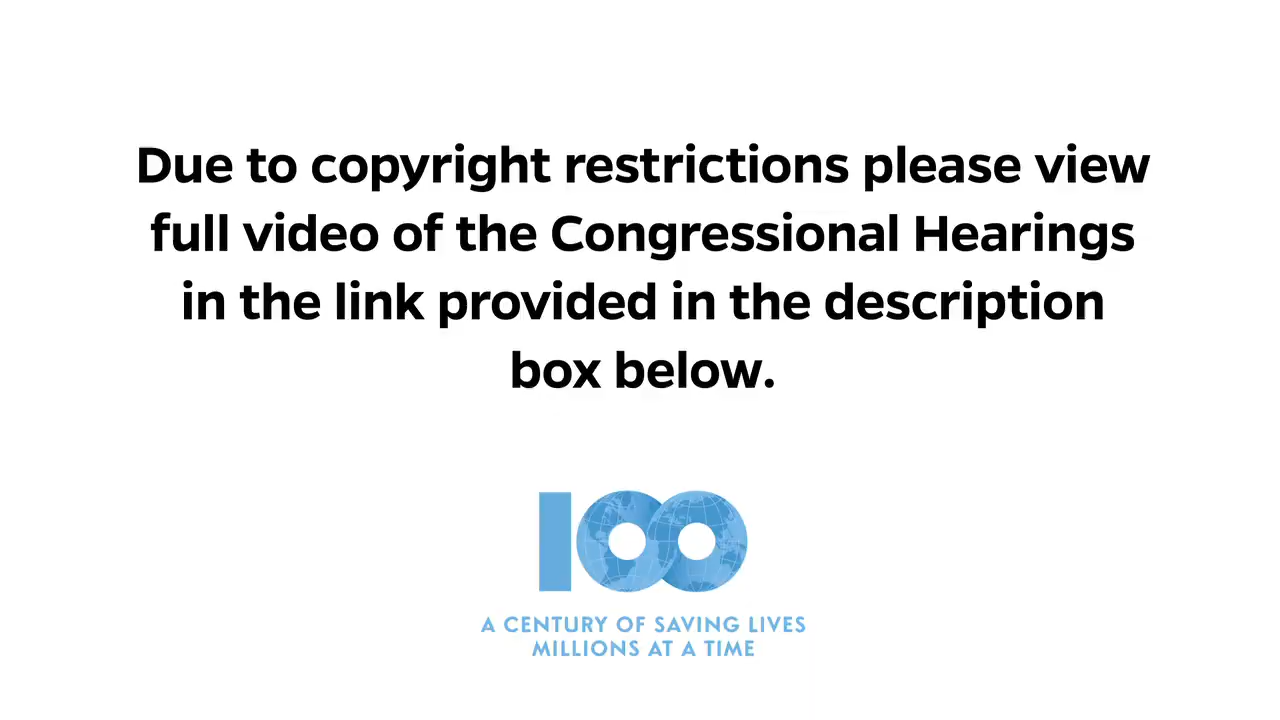 Due to copyright restrictions please view
full video of the Congressional Hearings
in the link provided in the description
box below.
100
A CENTURY OF SAVING LIVES
MILLIONS AT A TIME